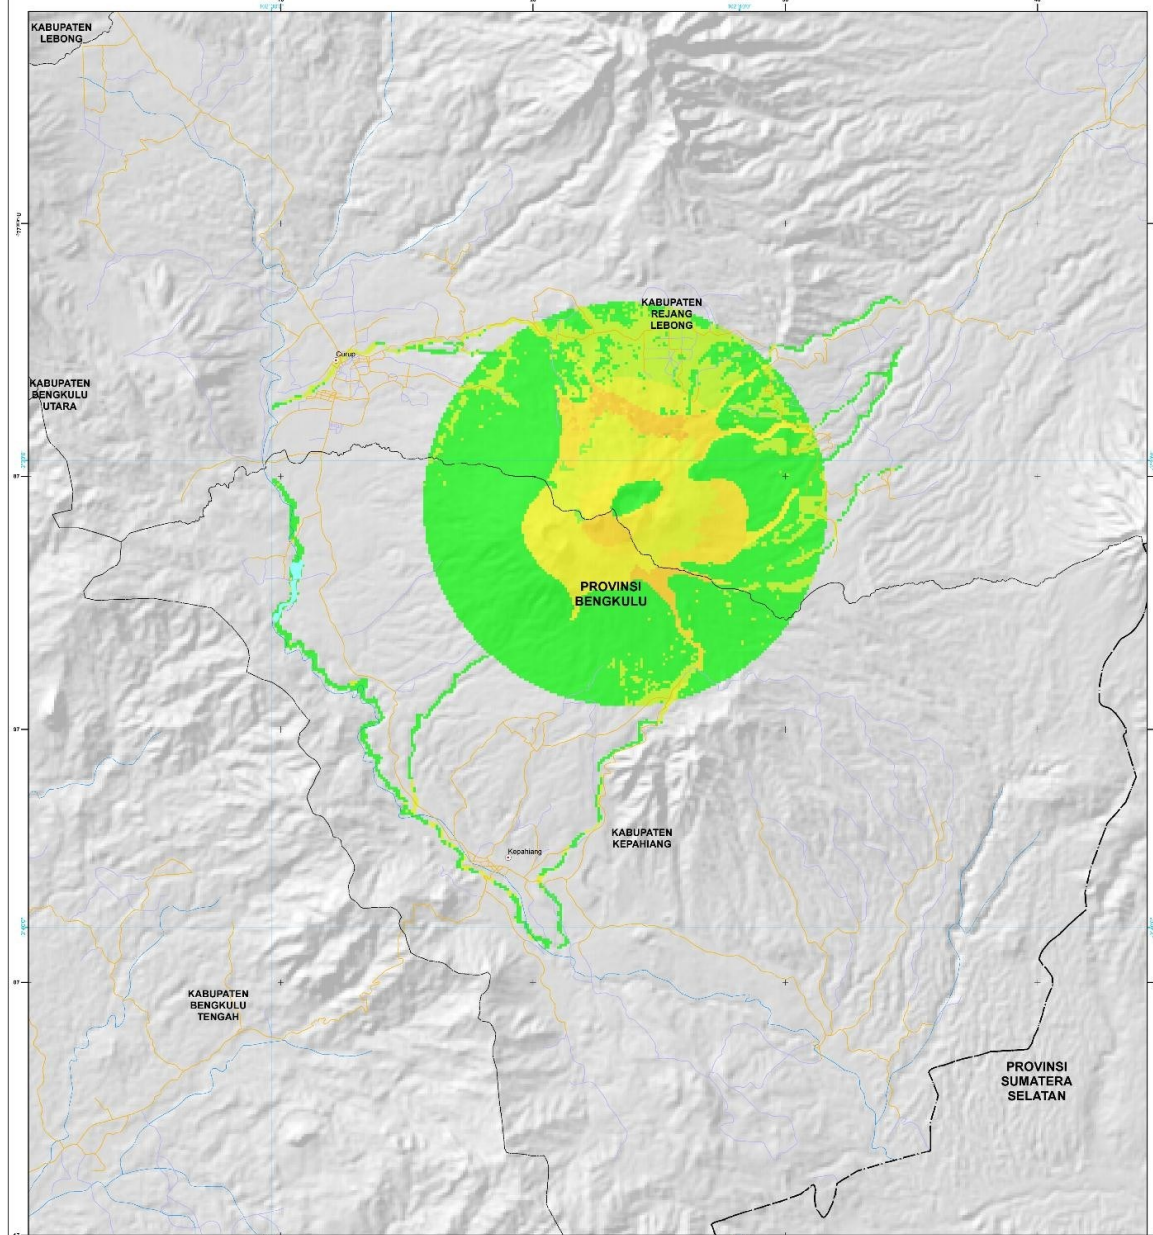 KABUPATEN
LEBONG
KABUPATEN
REJANG
LEBONG
Curup
KABUPATEN
BENGKULU
UTARA
PROVINSI
BENGKULU
KABUPATEN
KEPAHIANG
Kepahiang
KABUPATEN
BENGKULU
TENGAH
PROVINSI
SUMATERA
SELATAN